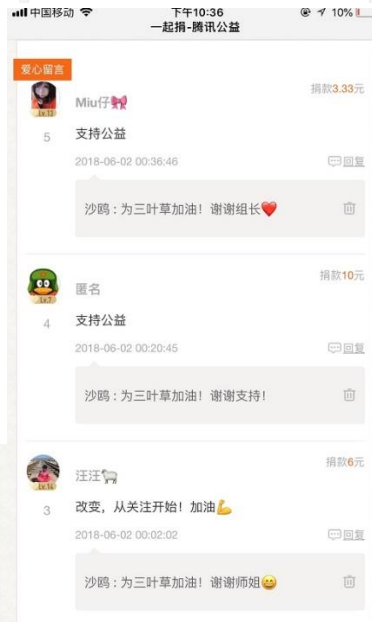 中国移动 下午10:36 10%
一起捐-腾讯公益
爱心留言
捐款3.33元
Lv.11
Miu仔🎀
5
支持公益
2018-06-02 00:36:46 回复
沙鸥 : 为三叶草加油！谢谢组长❤️
捐款10元
Lv.7
匿名
4
支持公益
2018-06-02 00:20:45 回复
沙鸥 : 为三叶草加油！谢谢支持！
捐款6元
汪汪🐑
3
改变，从关注开始！加油💪
2018-06-02 00:02:02 回复
沙鸥 : 为三叶草加油！谢谢师姐😄